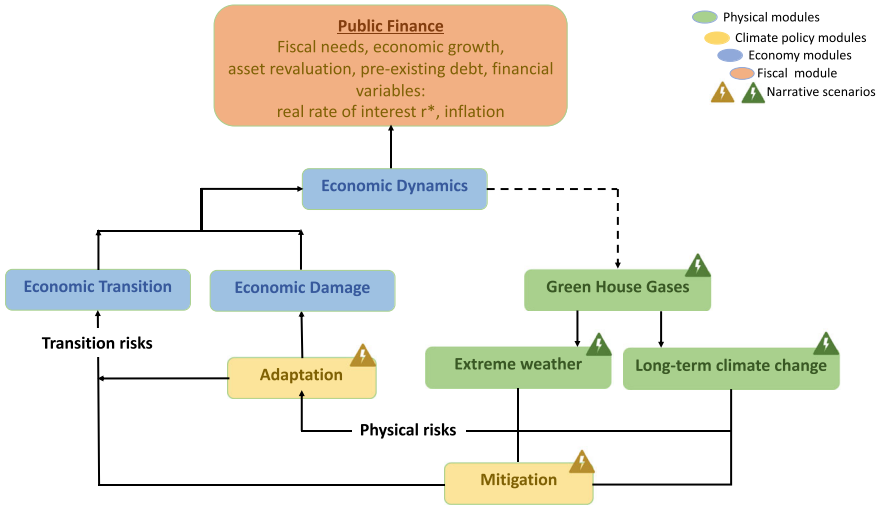 Public Finance
Fiscal needs, economic growth,
asset revaluation, pre-existing debt, financial
variables:
real rate of interest r*, inflation
Physical modules
Climate policy modules
Economy modules
Fiscal module
Narrative scenarios
Economic Dynamics
Economic Transition
Economic Damage
Green House Gases
Transition risks
Adaptation
Extreme weather
Long-term climate change
Physical risks
Mitigation